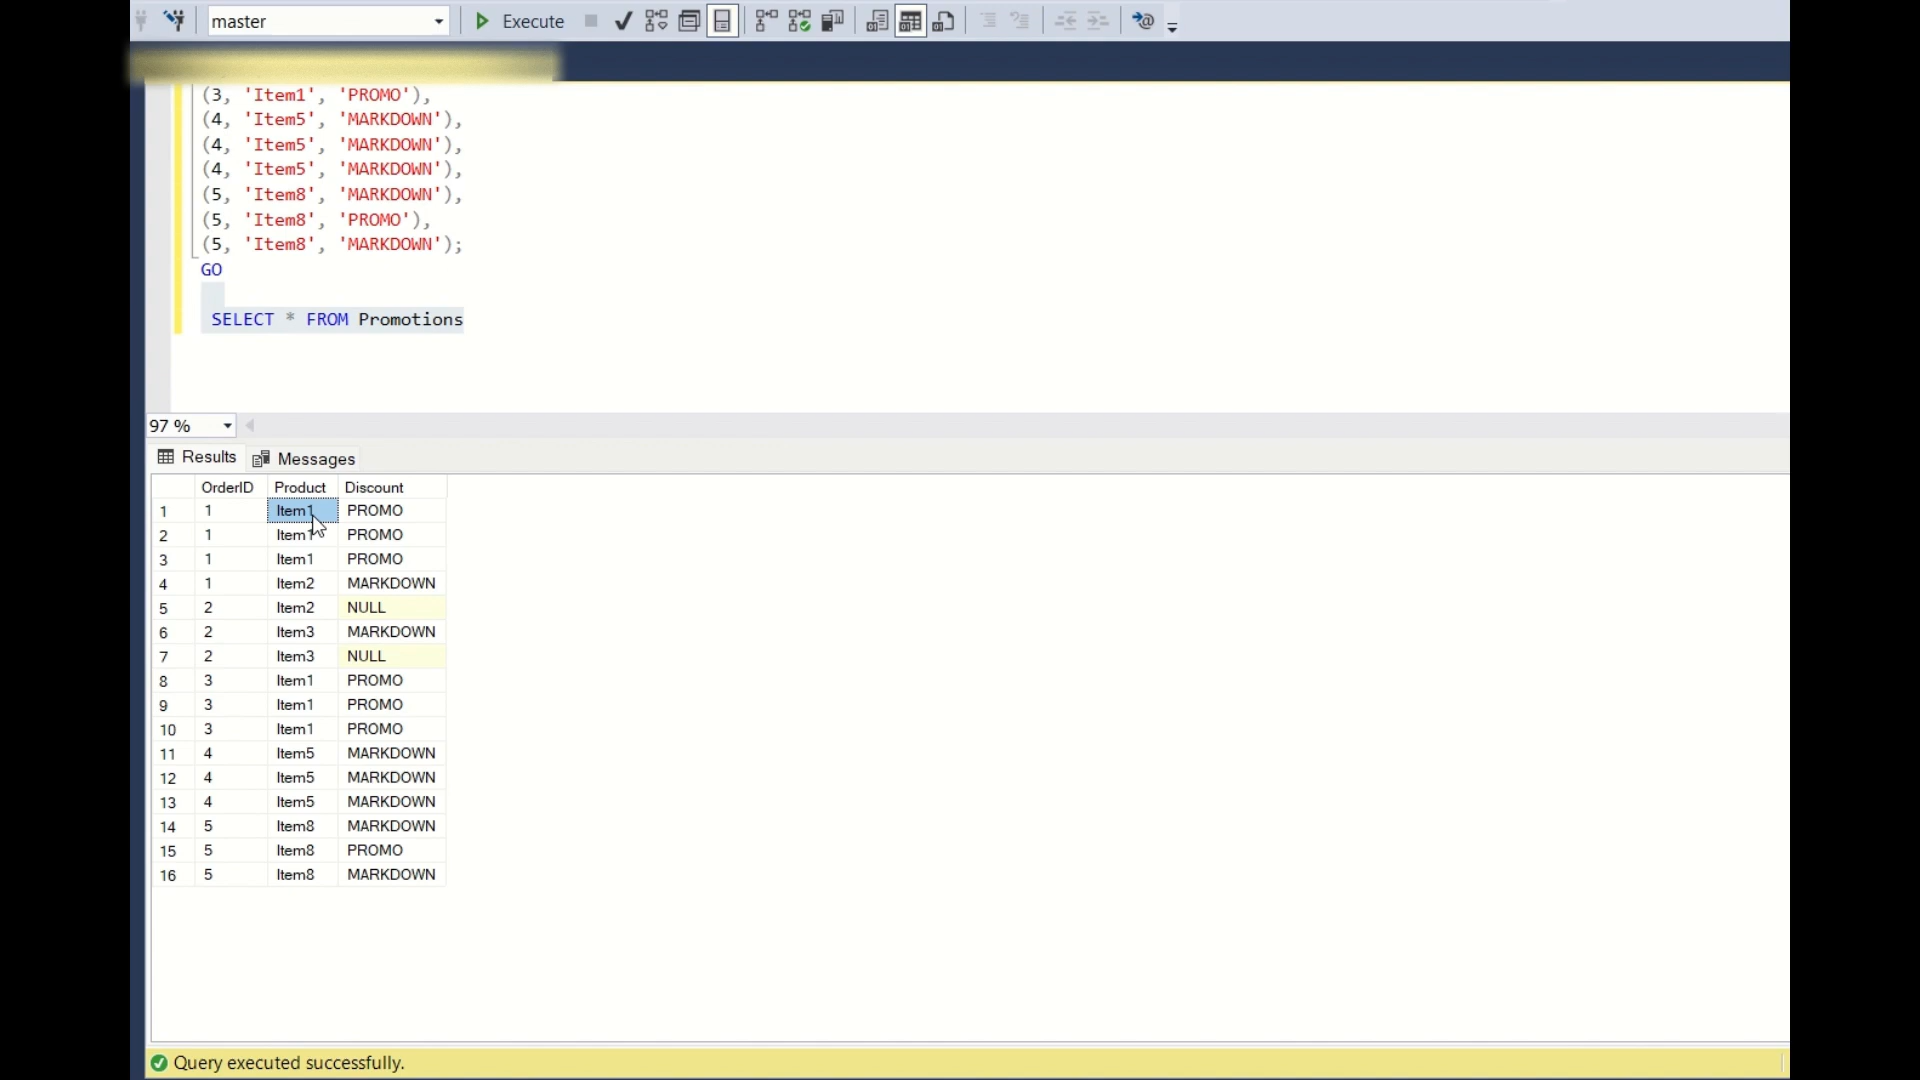 master Execute
(3, 'Item1', 'PROMO'),
(4, 'Item5', 'MARKDOWN'),
(4, 'Item5', 'MARKDOWN'),
(4, 'Item5', 'MARKDOWN'),
(5, 'Item8', 'MARKDOWN'),
(5, 'Item8', 'PROMO'),
(5, 'Item8', 'MARKDOWN');
GO
SELECT * FROM Promotions
97 %
Results Messages
OrderID Product Discount
1 1 Item1 PROMO
2 1 Item1 PROMO
3 1 Item1 PROMO
4 1 Item2 MARKDOWN
5 2 Item2 NULL
6 2 Item3 MARKDOWN
7 2 Item3 NULL
8 3 Item1 PROMO
9 3 Item1 PROMO
10 3 Item1 PROMO
11 4 Item5 MARKDOWN
12 4 Item5 MARKDOWN
13 4 Item5 MARKDOWN
14 5 Item8 MARKDOWN
15 5 Item8 PROMO
16 5 Item8 MARKDOWN
Query executed successfully.